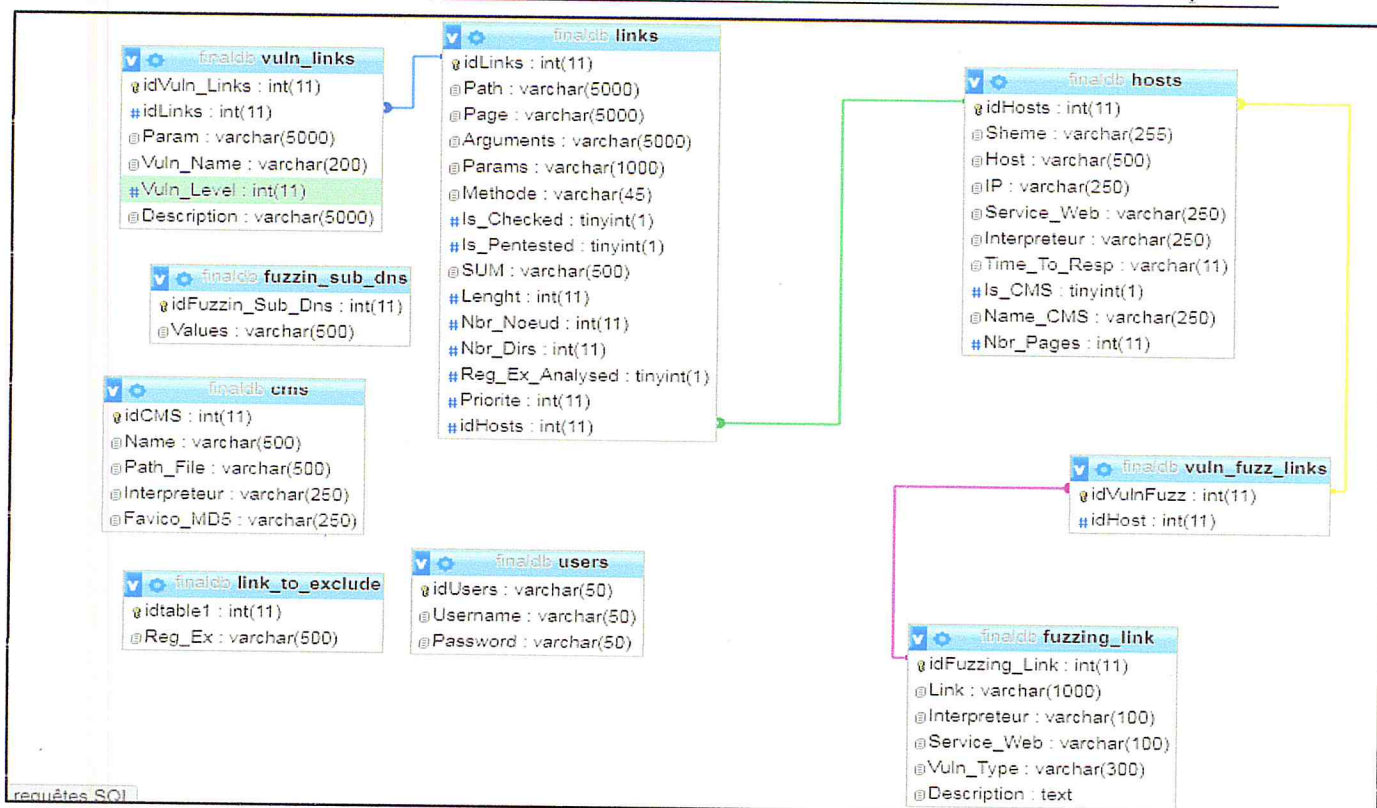 finaldb vuln_links
idVuln_Links : int(11)
idLinks : int(11)
Param : varchar(5000)
Vuln_Name : varchar(200)
Vuln_Level : int(11)
Description : varchar(5000)
finaldb fuzzin_sub_dns
idFuzzin_Sub_Dns : int(11)
Values : varchar(500)
finaldb cms
idCMS : int(11)
Name : varchar(500)
Path_File : varchar(500)
Interpreteur : varchar(250)
Favico_MD5 : varchar(250)
finaldb link_to_exclude
idtable1 : int(11)
Reg_Ex : varchar(500)
finaldb links
idLinks : int(11)
Path : varchar(5000)
Page : varchar(5000)
Arguments : varchar(5000)
Params : varchar(1000)
Methode : varchar(45)
Is_Checked : tinyint(1)
Is_Pentested : tinyint(1)
SUM : varchar(500)
Lenght : int(11)
Nbr_Noeud : int(11)
Nbr_Dirs : int(11)
Reg_Ex_Analysed : tinyint(1)
Priorite : int(11)
idHosts : int(11)
finaldb users
idUsers : varchar(50)
Username : varchar(50)
Password : varchar(50)
finaldb hosts
idHosts : int(11)
Sheme : varchar(255)
Host : varchar(500)
IP : varchar(250)
Service_Web : varchar(250)
Interpreteur : varchar(250)
Time_To_Resp : varchar(11)
Is_CMS : tinyint(1)
Name_CMS : varchar(250)
Nbr_Pages : int(11)
finaldb vuln_fuzz_links
idVulnFuzz : int(11)
idHost : int(11)
finaldb fuzzing_link
idFuzzing_Link : int(11)
Link : varchar(1000)
Interpreteur : varchar(100)
Service_Web : varchar(100)
Vuln_Type : varchar(300)
Description : text
requêtes SQL